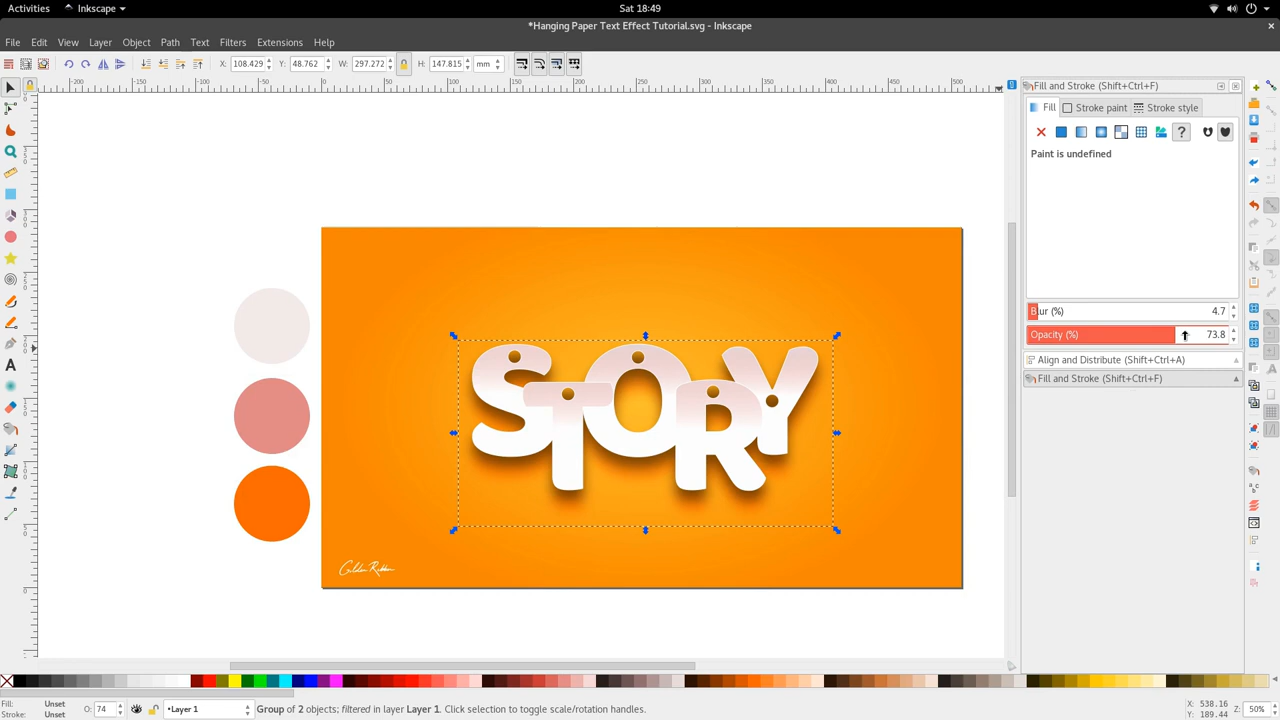 Activities Inkscape Sat 18:49
*Hanging Paper Text Effect Tutorial.svg - Inkscape
File Edit View Layer Object Path Text Filters Extensions Help
X: 108.429 Y: 48.762 W: 297.272 H: 147.815 mm
Fill and Stroke (Shift+Ctrl+F)
Fill Stroke paint Stroke style
Paint is undefined
Blur (%) 4.7
Opacity (%) 73.8
Align and Distribute (Shift+Ctrl+A)
Fill and Stroke (Shift+Ctrl+F)
STORY
Fill: Unset
Stroke: Unset
O: 74 •Layer 1 Group of 2 objects; filtered in layer Layer 1. Click selection to toggle scale/rotation handles.
X: 538.16
Y: 189.44
Z: 50%